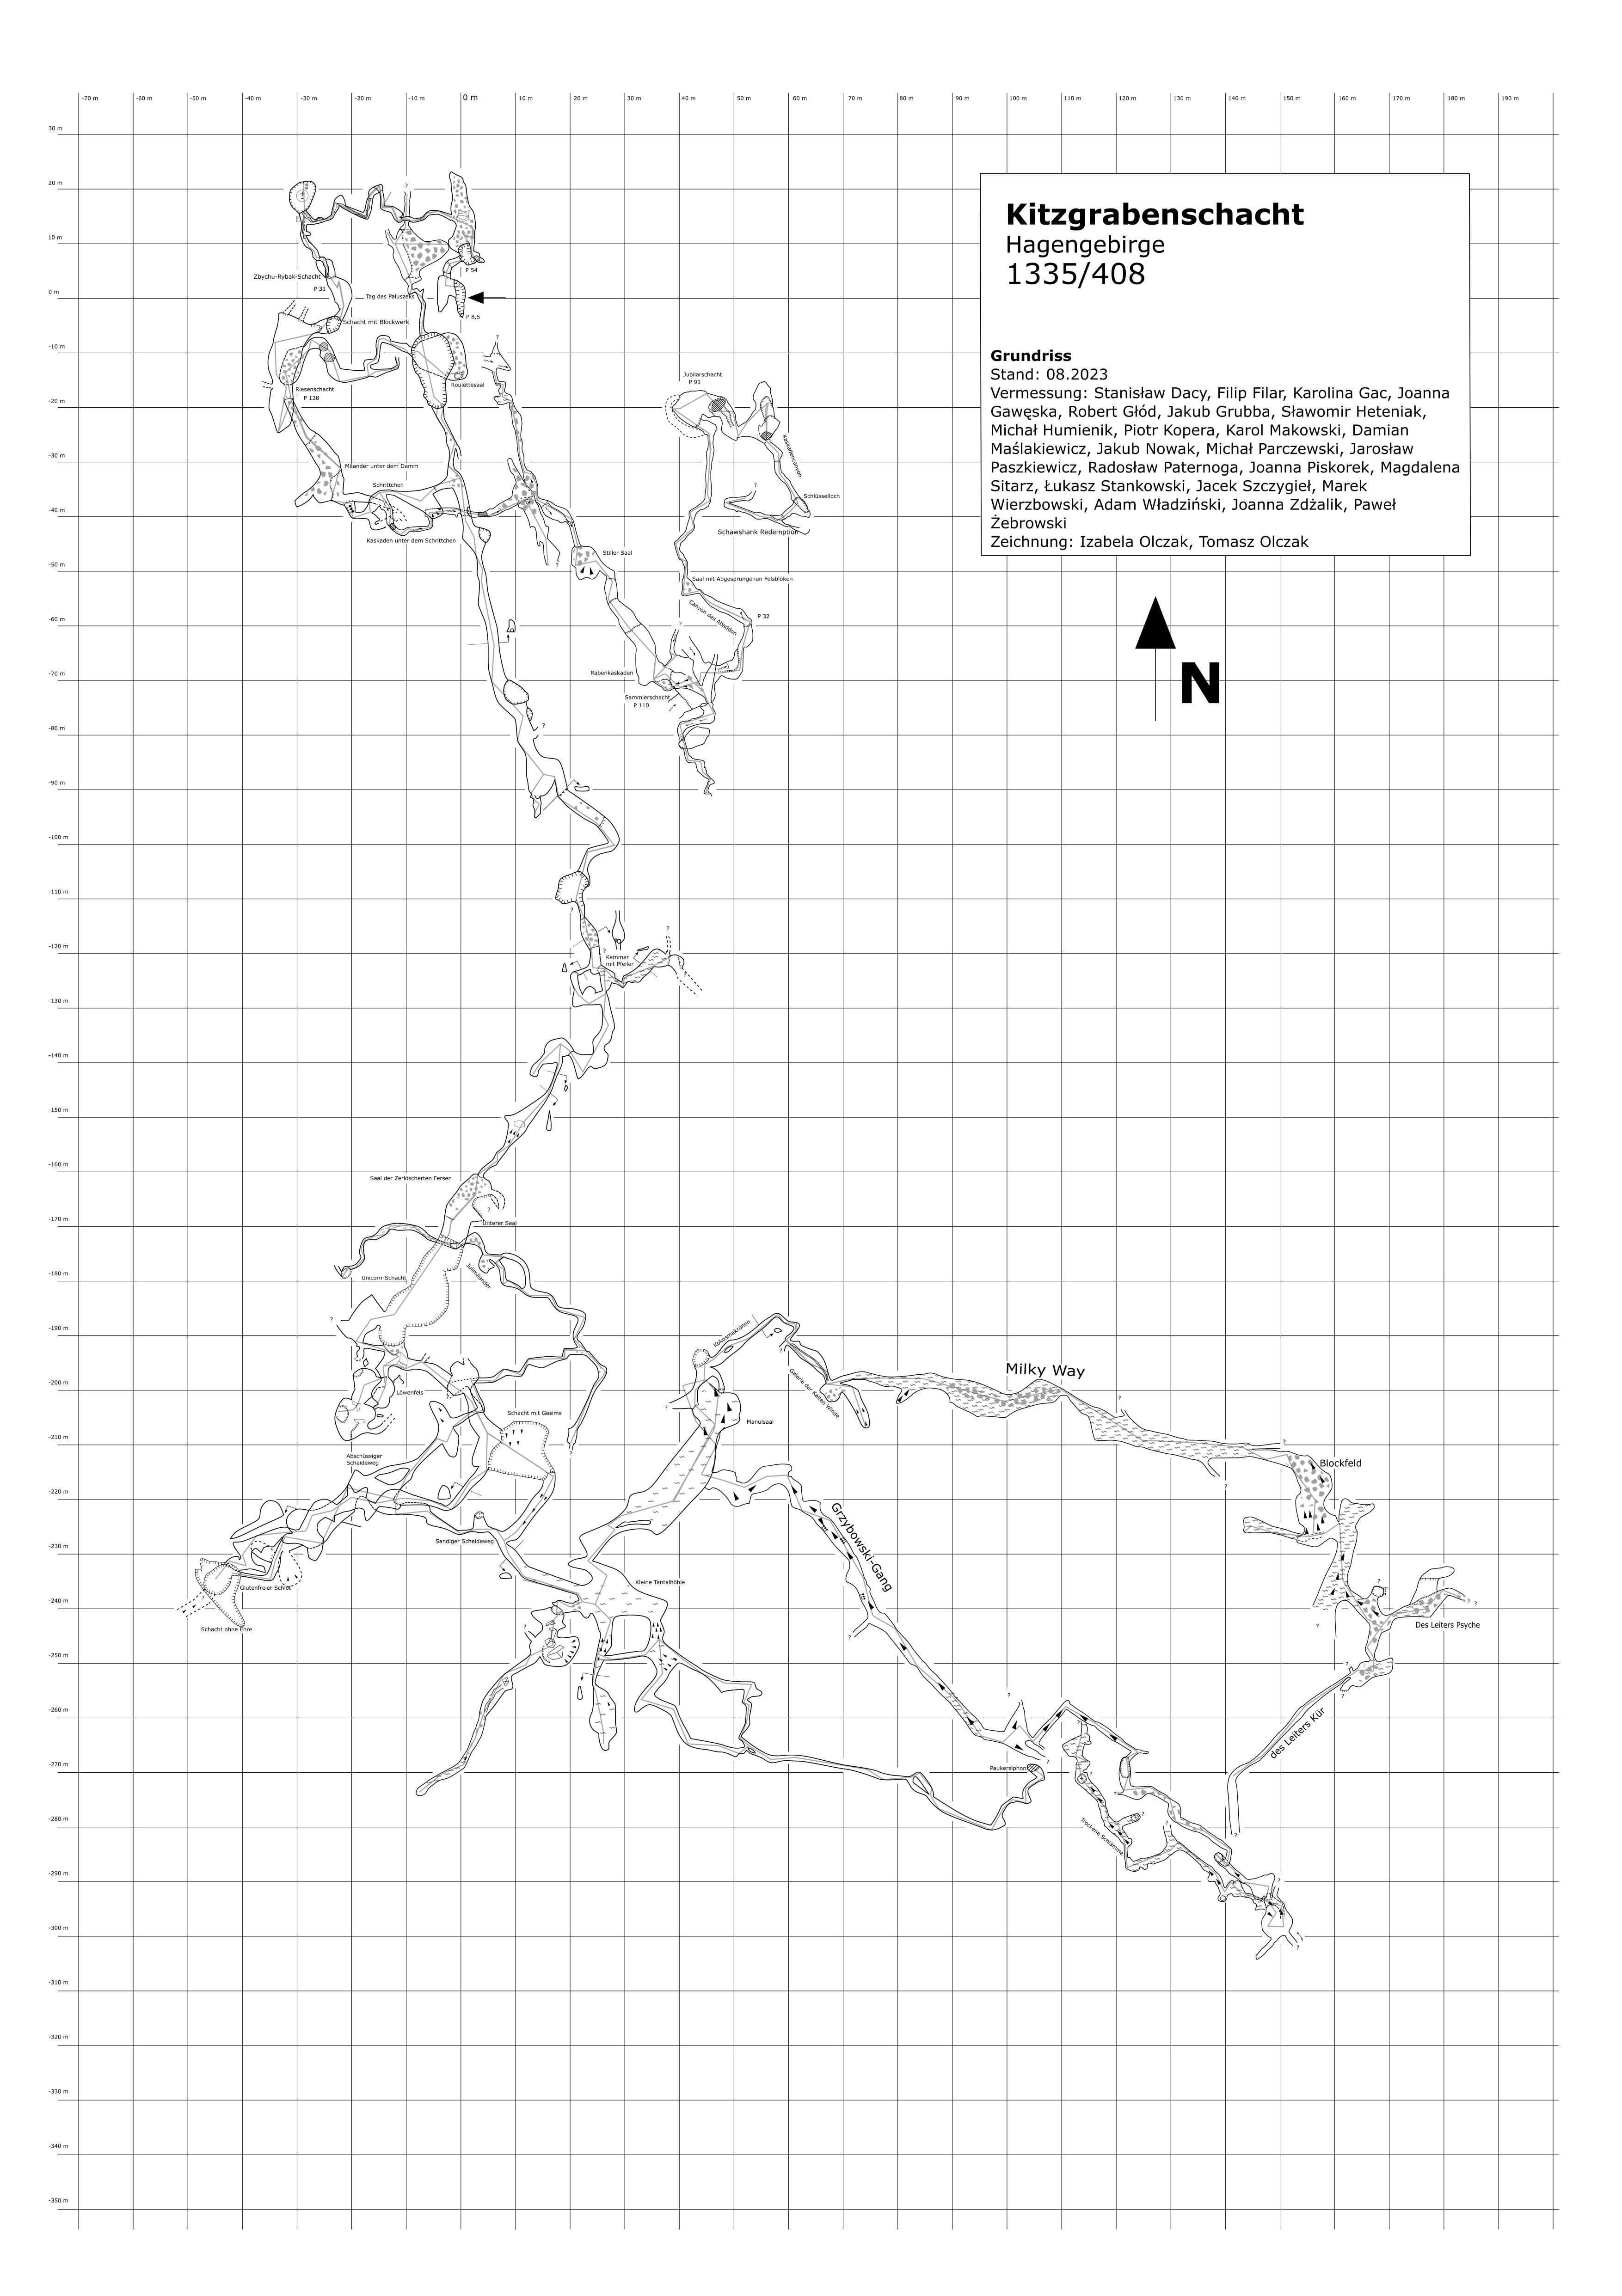 -70 m
-60 m
-50 m
-40 m
-30 m
-20 m
-10 m
0 m
10 m
20 m
30 m
40 m
50 m
60 m
70 m
80 m
90 m
100 m
110 m
120 m
130 m
140 m
150 m
160 m
170 m
180 m
190 m
30 m
20 m
10 m
0 m
-10 m
-20 m
-30 m
-40 m
-50 m
-60 m
-70 m
-80 m
-90 m
-100 m
-110 m
-120 m
-130 m
-140 m
-150 m
-160 m
-170 m
-180 m
-190 m
-200 m
-210 m
-220 m
-230 m
-240 m
-250 m
-260 m
-270 m
-280 m
-290 m
-300 m
-310 m
-320 m
-330 m
-340 m
-350 m
Kitzgrabenschacht
Hagengebirge
1335/408
Grundriss
Stand: 08.2023
Vermessung: Stanisław Dacy, Filip Filar, Karolina Gac, Joanna
Gawęska, Robert Głód, Jakub Grubba, Sławomir Heteniak,
Michał Humienik, Piotr Kopera, Karol Makowski, Damian
Maślakiewicz, Jakub Nowak, Michał Parczewski, Jarosław
Paszkiewicz, Radosław Paternoga, Joanna Piskorek, Magdalena
Sitarz, Łukasz Stankowski, Jacek Szczygieł, Marek
Wierzbowski, Adam Władziński, Joanna Zdżalik, Paweł
Żebrowski
Zeichnung: Izabela Olczak, Tomasz Olczak
N
Zbychu-Rybak-Schacht
P 31
P 54
Tag des Paluszeks
P 8,5
Schacht mit Blockwerk
Roulettesaal
Riesenschacht
P 138
Mäander unter dem Damm
Schrittchen
Kaskaden unter dem Schrittchen
Jubilarschacht
P 91
Kaskadencanyon
Schlüsselloch
Schawshank Redemption
Stiller Saal
Saal mit Abgesprungenen Felsblöken
Canyon des Abaddon
P 32
Rabenkaskaden
Sammlerschacht
P 110
Kammer
mit Pfeiler
Saal der Zerlöscherten Fersen
Unterer Saal
Unicorn-Schacht
Julimäander
Löwenfels
Schacht mit Gesims
Abschüssiger
Scheideweg
Sandiger Scheideweg
Glutenfreier Schlot
Schacht ohne Ehre
Kokosmakronen
Galerie der Kalten Winde
Manulsaal
Milky Way
Blockfeld
Grzybowski-Gang
Kleine Tantalhöhle
Des Leiters Psyche
des Leiters Kür
Paukersiphon
Trockene Schlämme